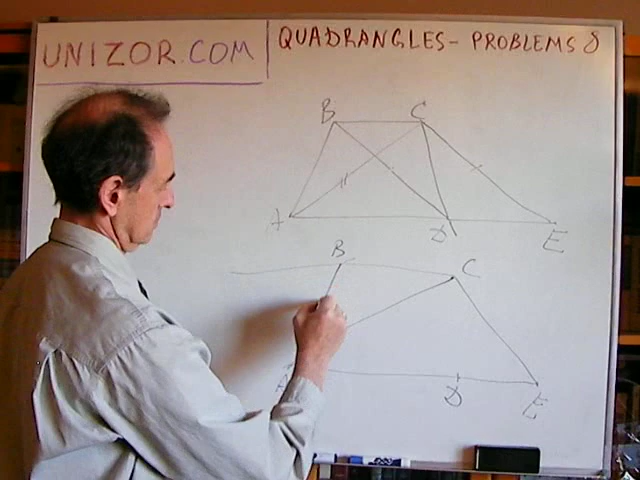 UNIZOR.COM
QUADRANGLES - PROBLEMS 8
B C
A D E
B C
A D E